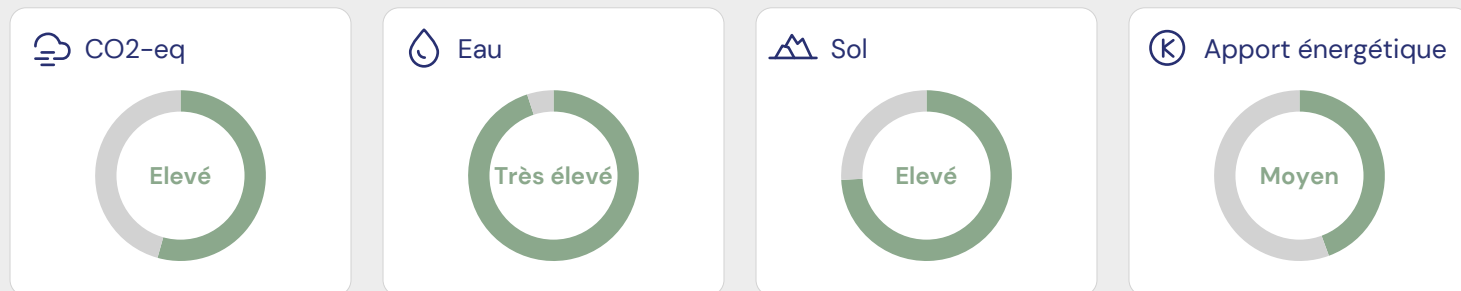 CO2-eq
Elevé
Eau
Très élevé
Sol
Elevé
Apport énergétique
Moyen